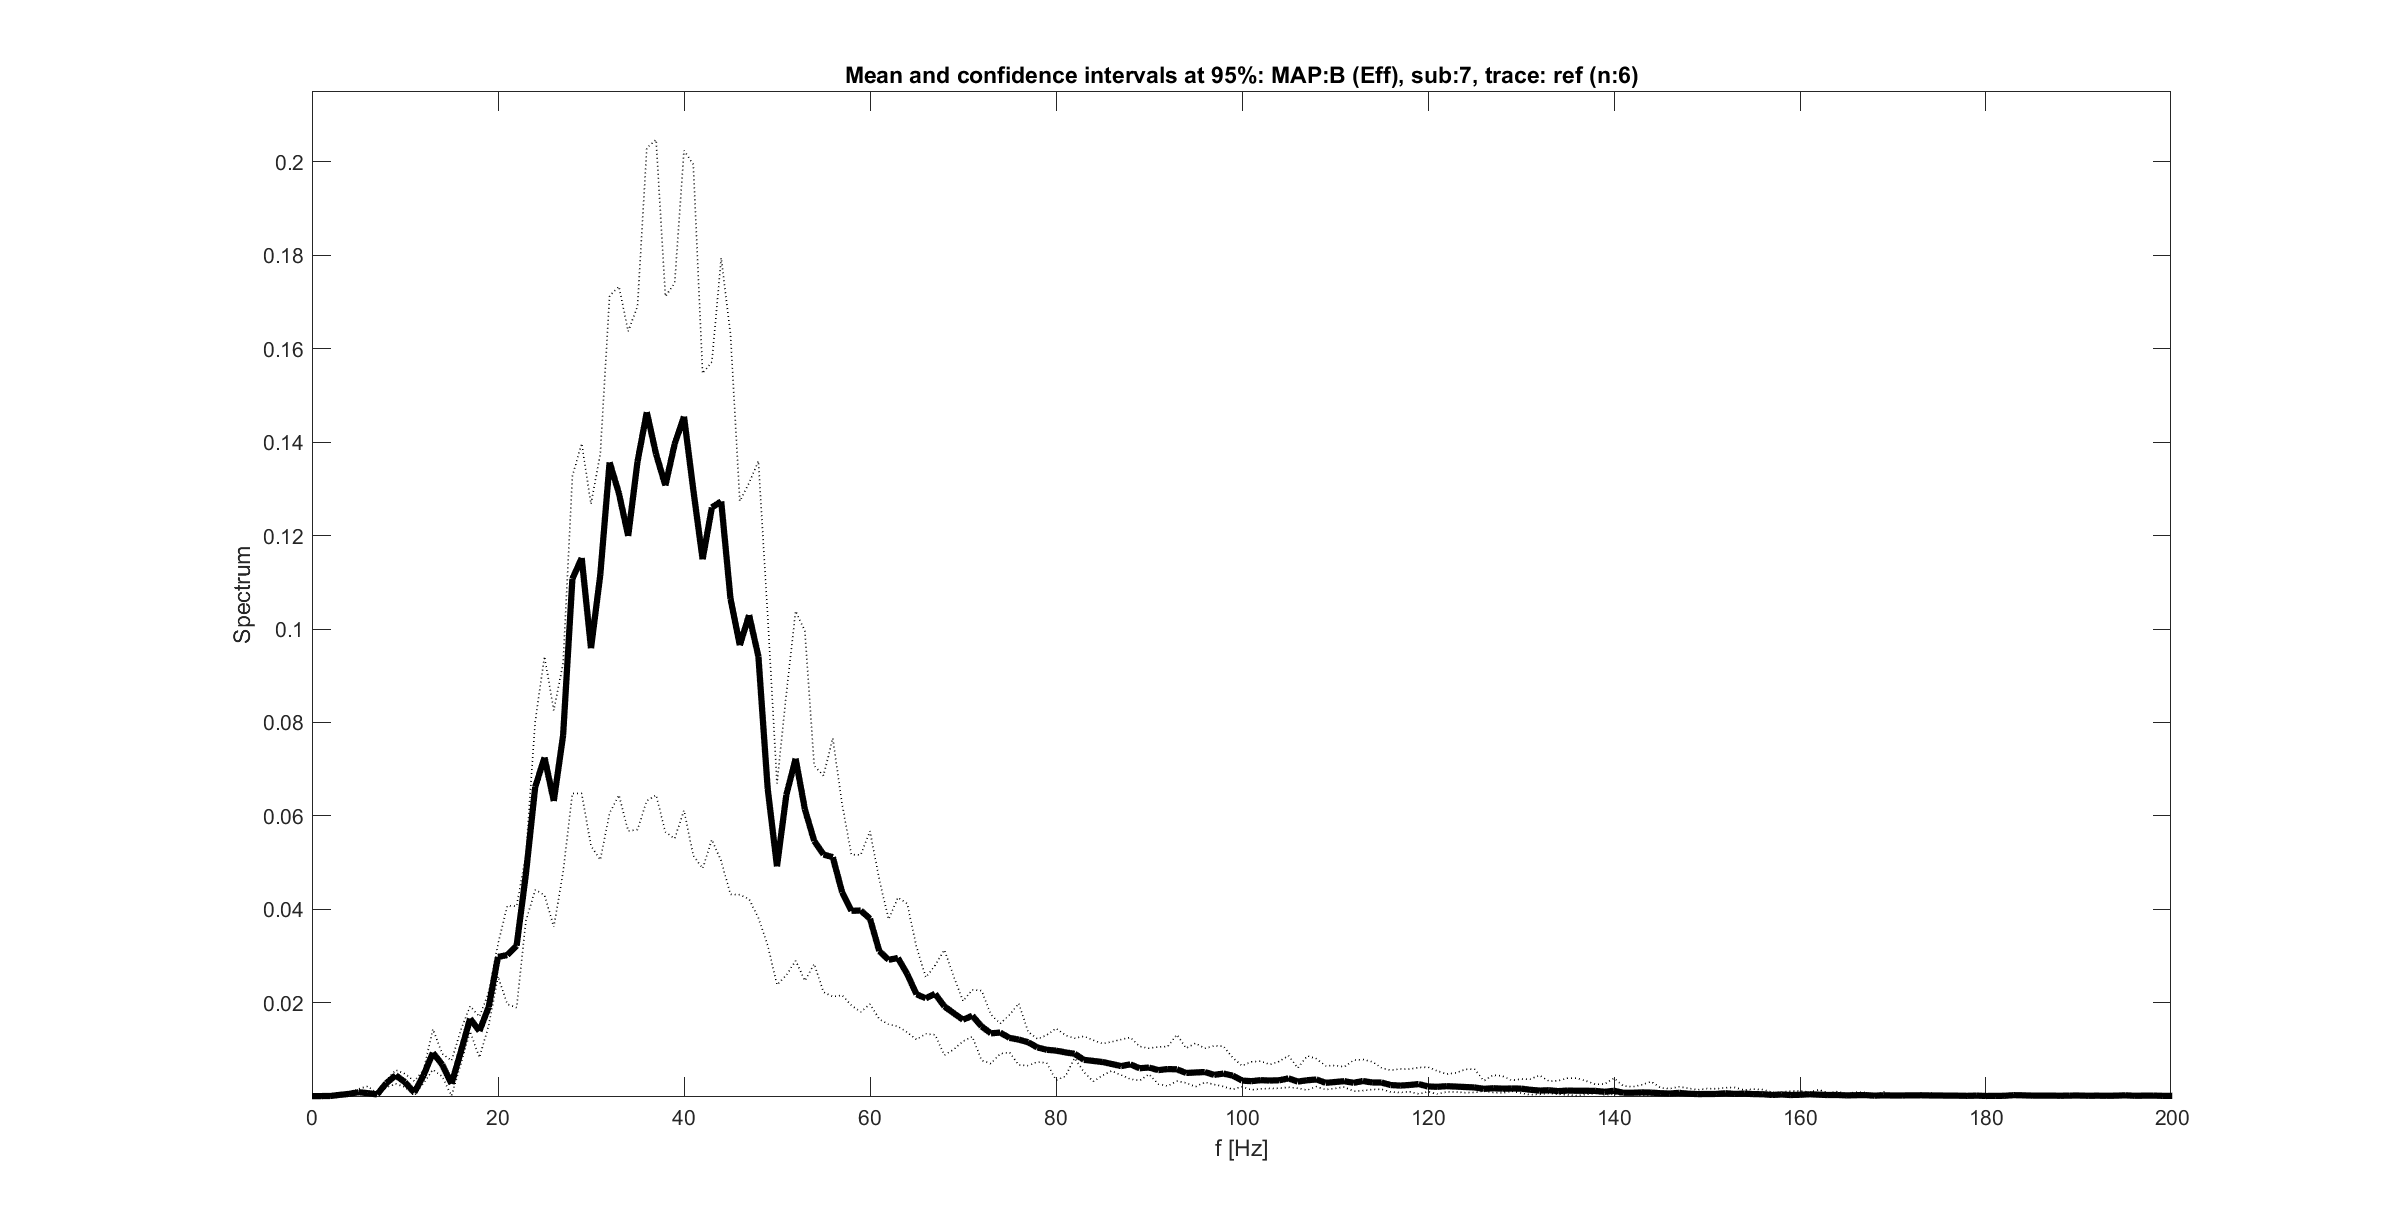 Mean and confidence intervals at 95%: MAP:B (Eff), sub:7, trace: ref (n:6)
0.2
0.18
0.16
0.14
0.12
0.1
0.08
0.06
0.04
0.02
Spectrum
0 20 40 60 80 100 120 140 160 180 200
f [Hz]